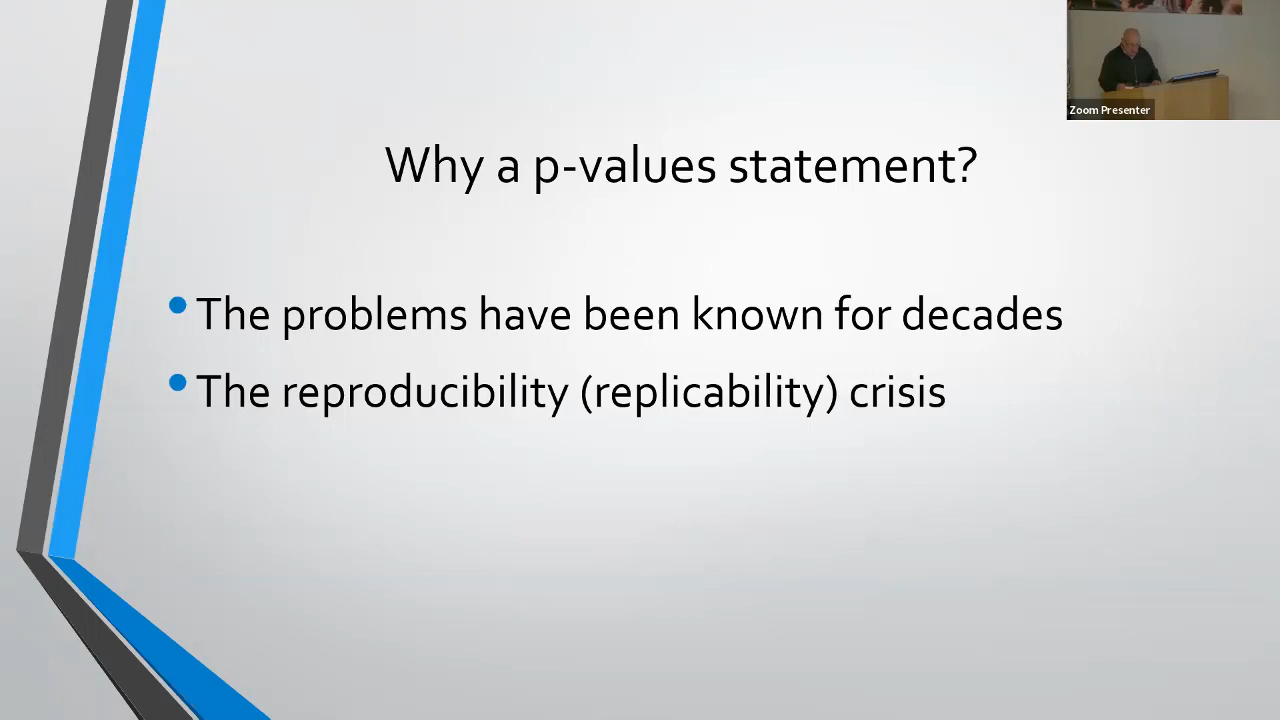 Zoom Presenter
Why a p-values statement?
The problems have been known for decades
The reproducibility (replicability) crisis